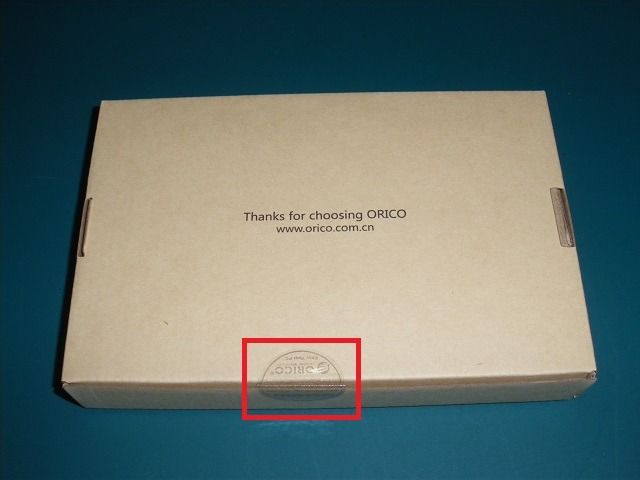 Thanks for choosing ORICO
www.orico.com.cn
ORICO®